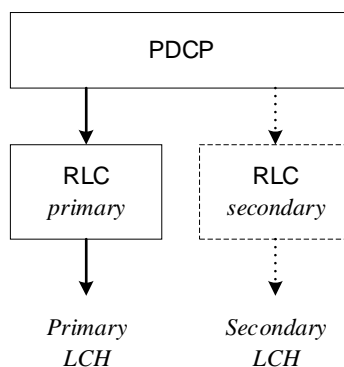 PDCP
RLC
primary
RLC
secondary
Primary
LCH
Secondary
LCH